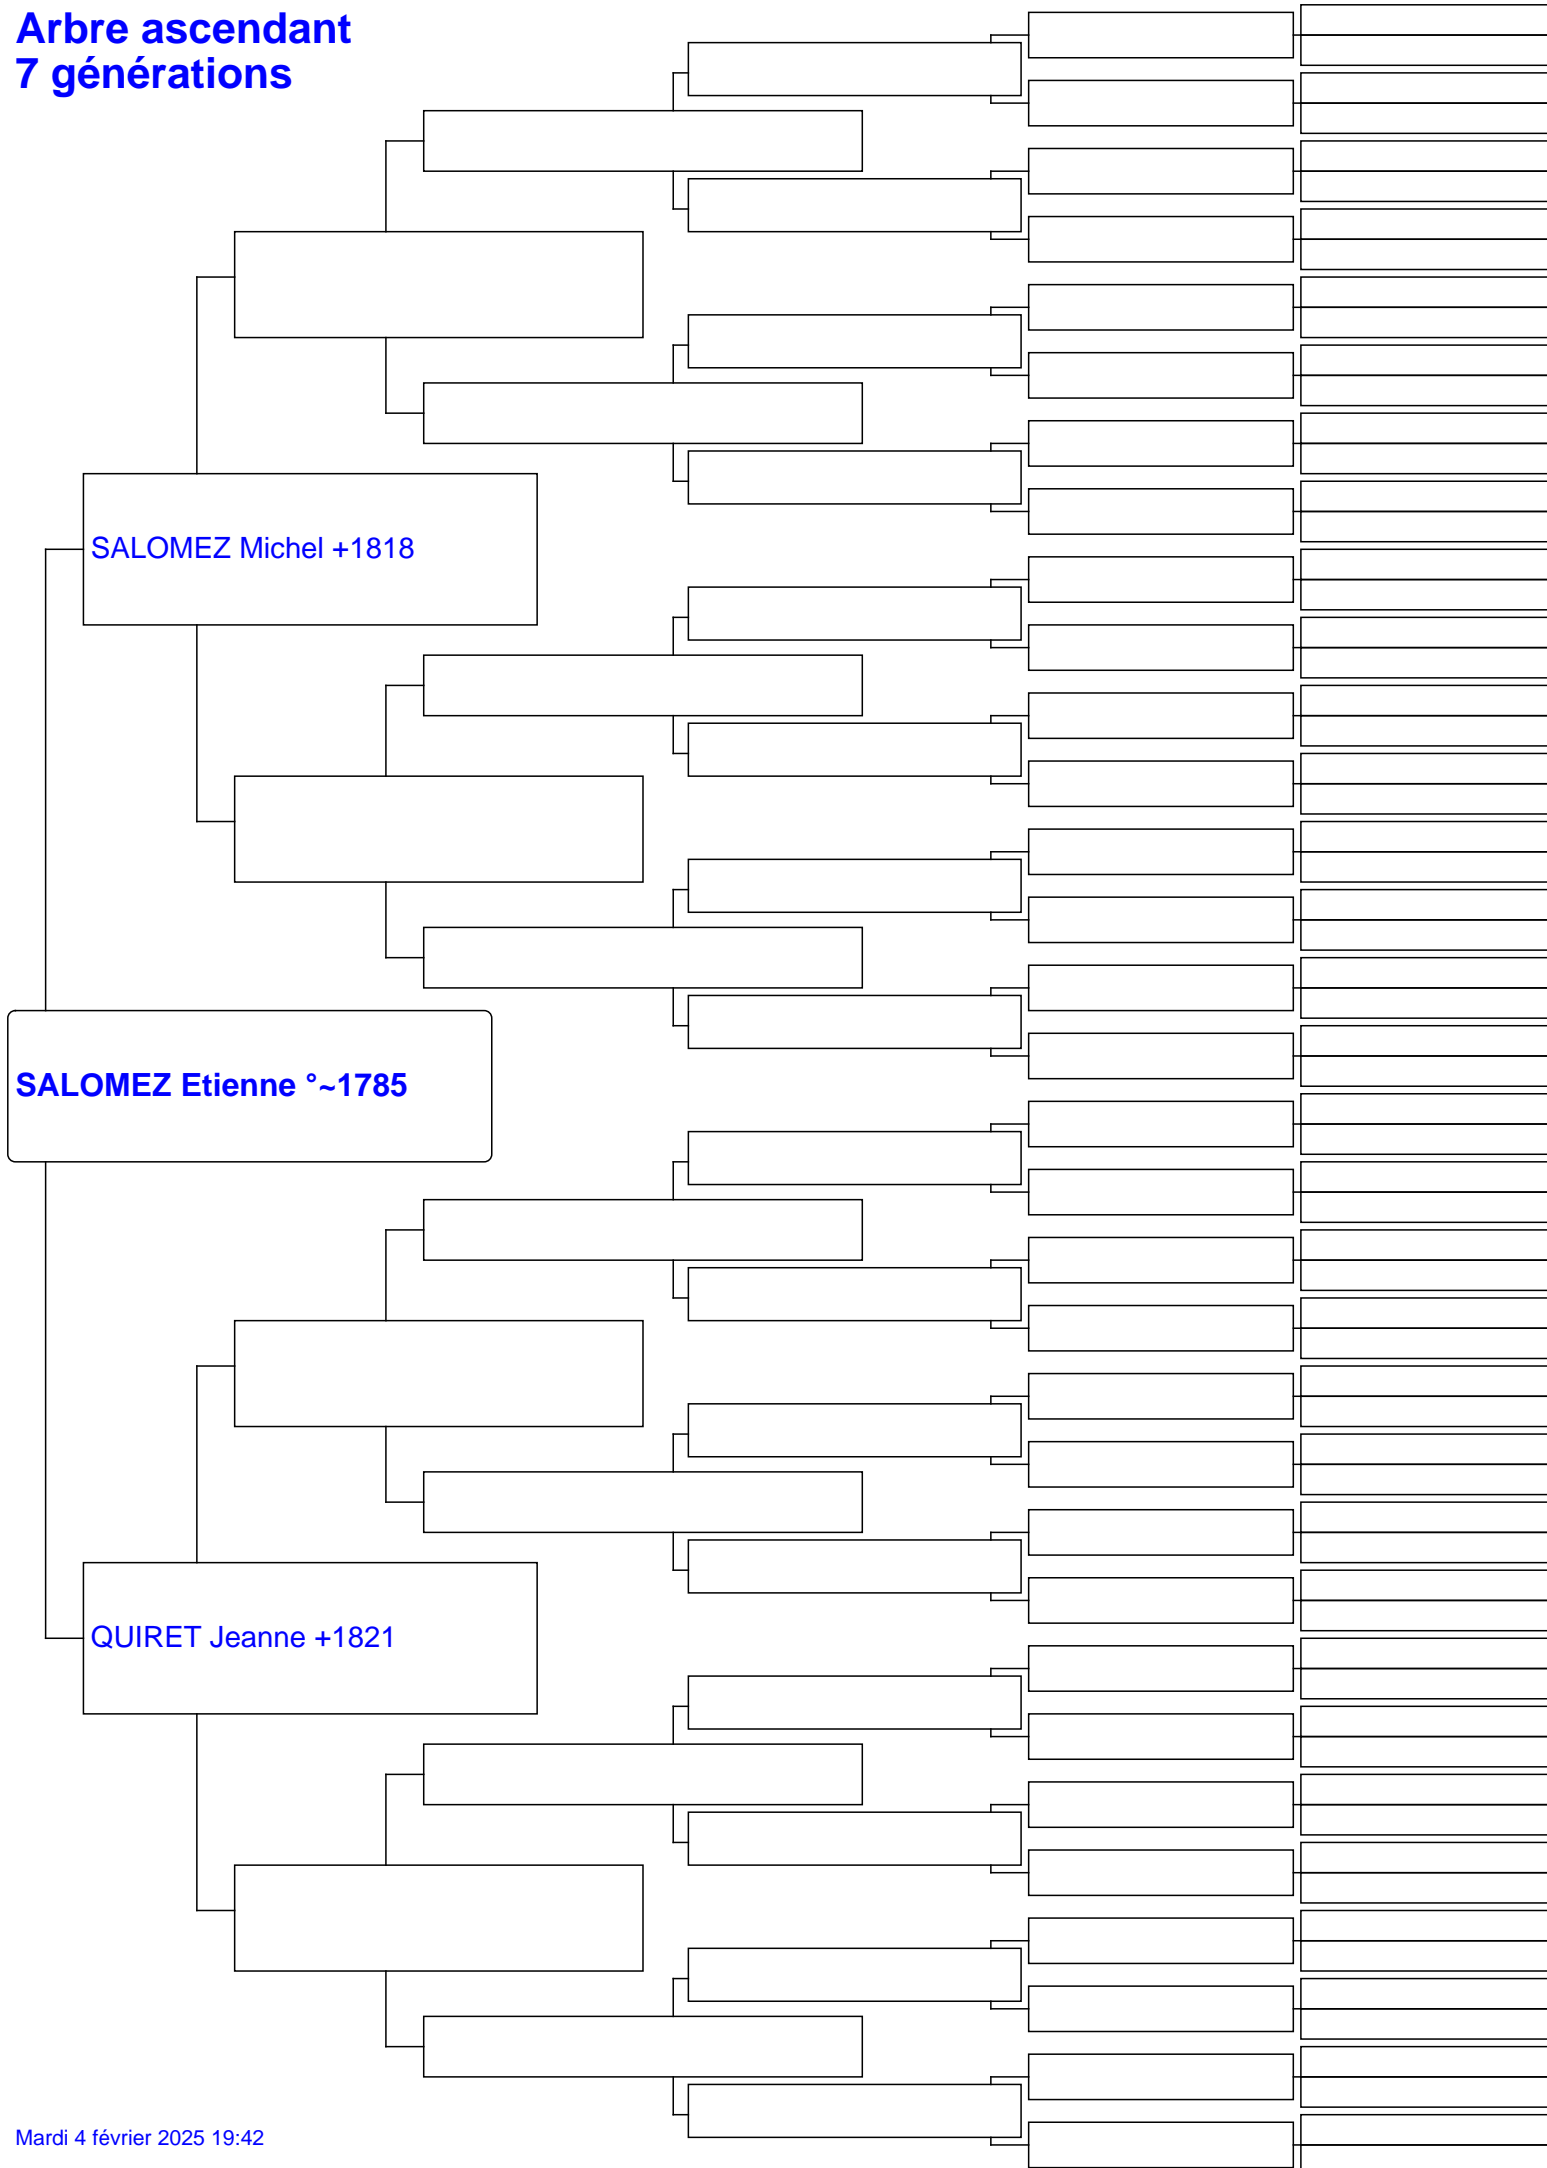 Arbre ascendant
7 générations
SALOMEZ Michel +1818
SALOMEZ Etienne °~1785
QUIRET Jeanne +1821
Mardi 4 février 2025 19:42